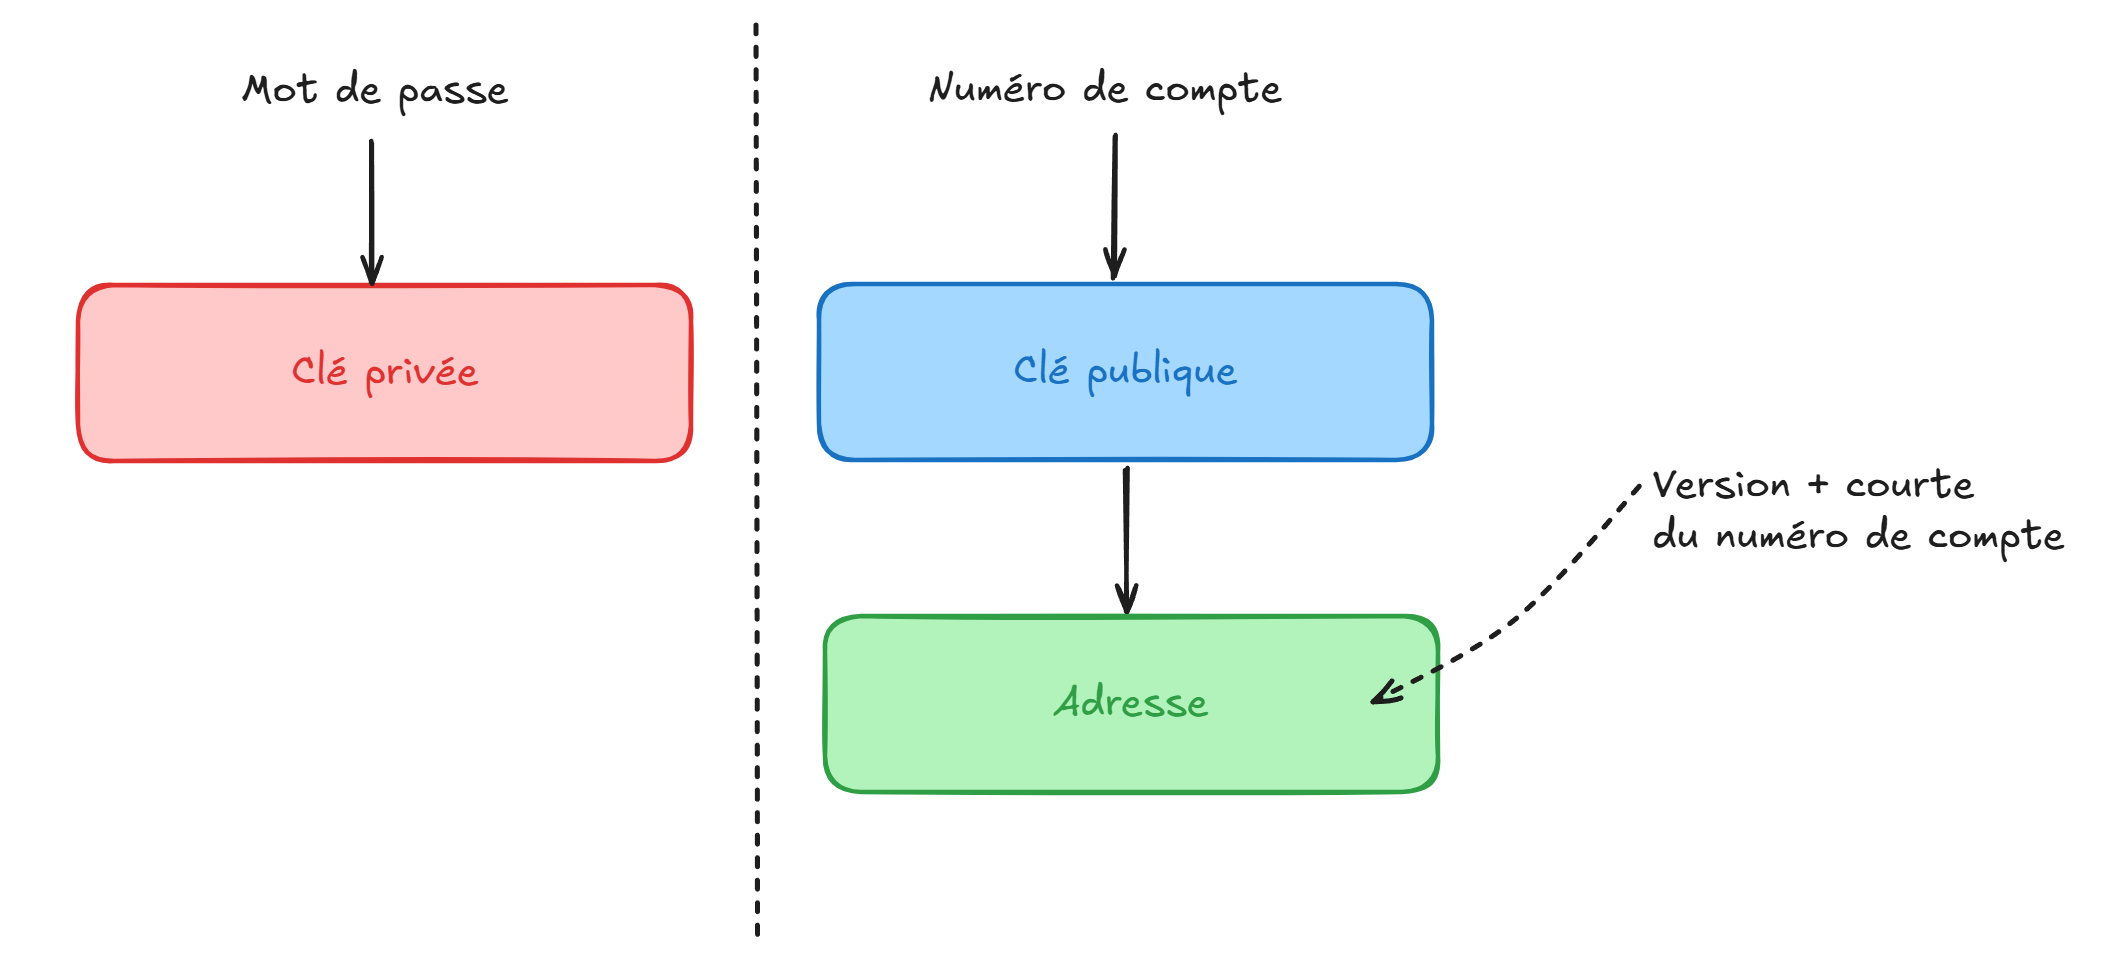 Mot de passe
Numéro de compte
Clé privée
Clé publique
Version + courte
du numéro de compte
Adresse